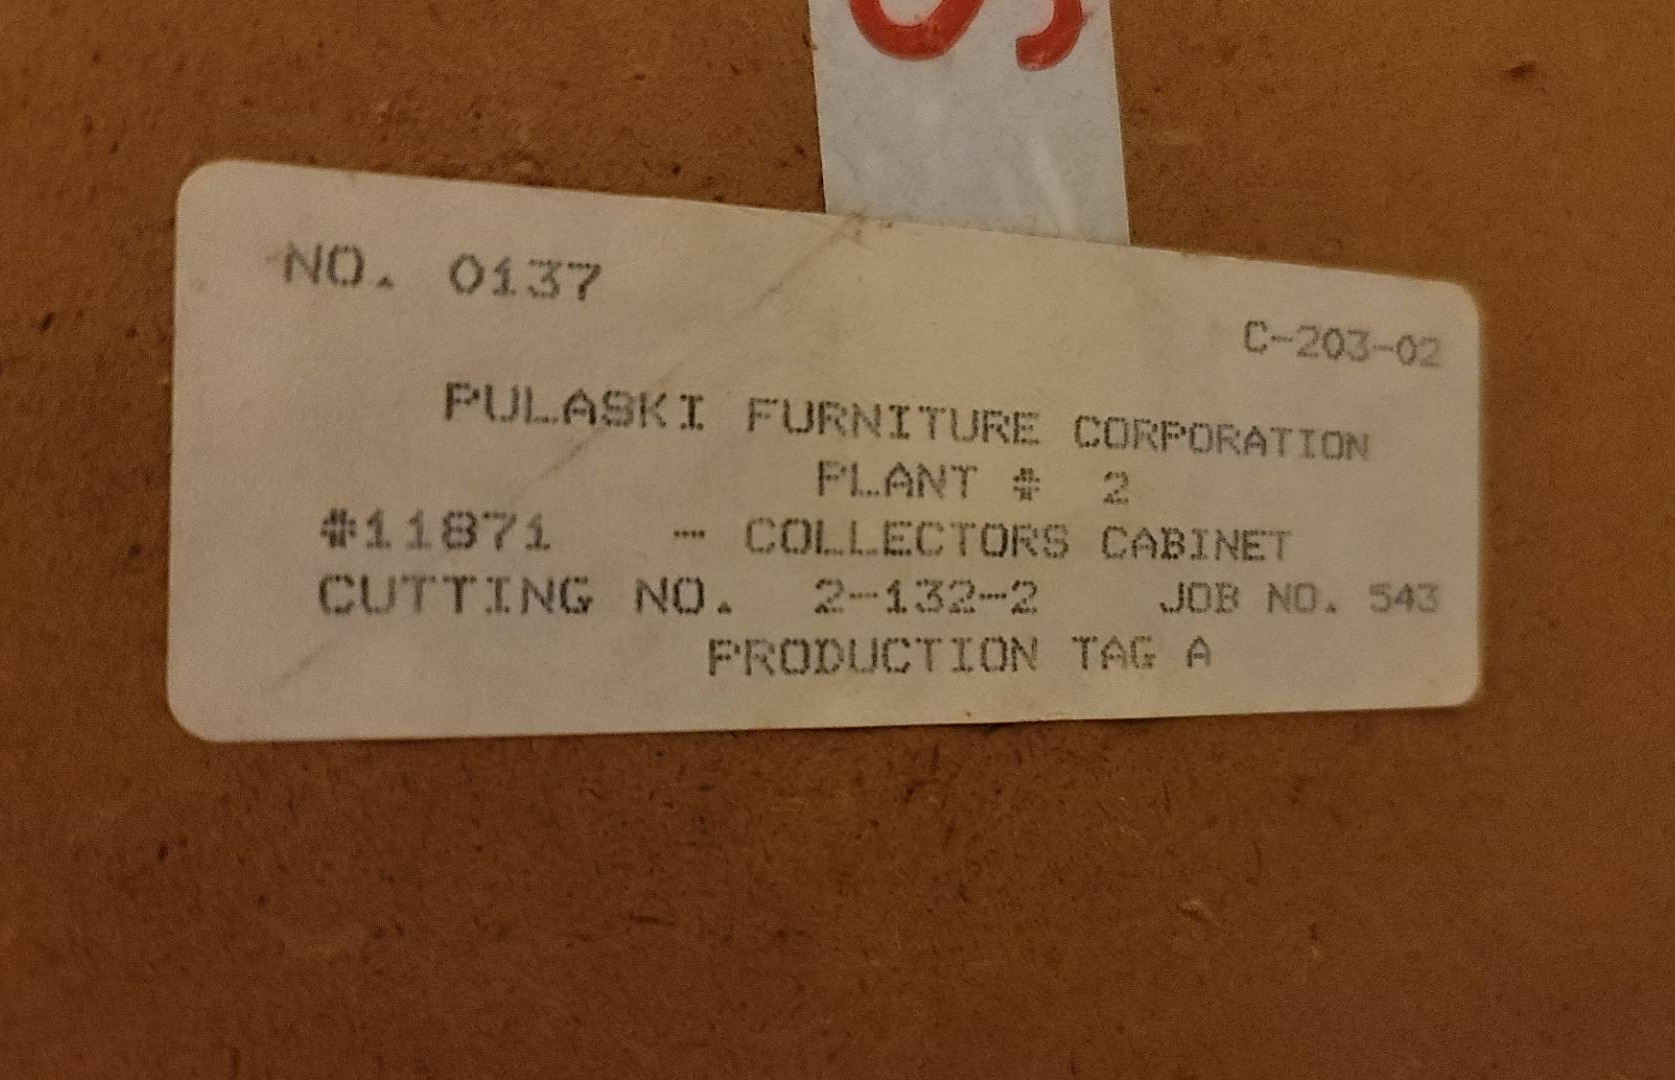 NO. 0137
C-203-02
PULASKI FURNITURE CORPORATION
PLANT # 2
#11871 - COLLECTORS CABINET
CUTTING NO. 2-132-2 JOB NO. 543
PRODUCTION TAG A